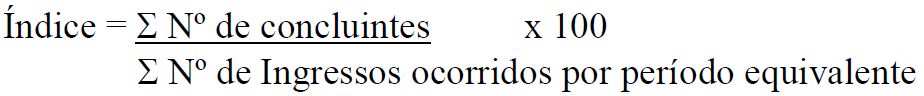 Índice = Σ Nº de concluintes x 100
Σ Nº de Ingressos ocorridos por período equivalente